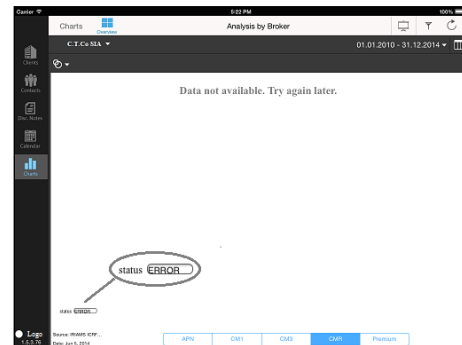 Carrier 5:22 PM 100%
Charts Overview Analysis by Broker
C.T.Co SIA 01.01.2010 - 31.12.2014
Clients
Contacts
Disc. Notes
Calendar
Charts
Data not available. Try again later.
status ERROR
status ERROR
Logo
1.5.5.76
Source:
Date: Jun 5, 2014
APN CM1 CM3 CMR Premium